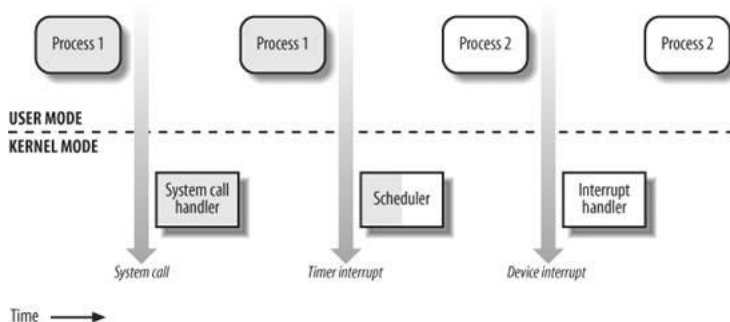 Process 1
Process 1
Process 2
Process 2
USER MODE
KERNEL MODE
System call
handler
Scheduler
Interrupt
handler
System call
Timer interrupt
Device interrupt
Time